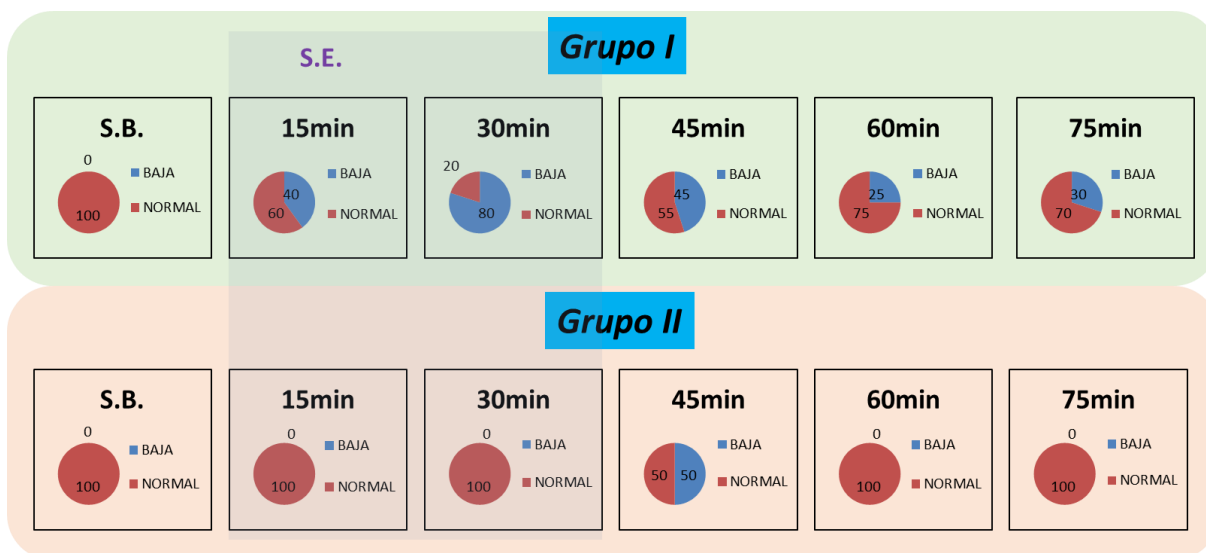 Grupo I
S.E.
S.B.
0
BAJA
100
NORMAL
15min
BAJA
40
60
NORMAL
30min
20
BAJA
80
NORMAL
45min
BAJA
45
55
NORMAL
60min
BAJA
25
75
NORMAL
75min
BAJA
30
70
NORMAL
Grupo II
S.B.
0
BAJA
100
NORMAL
15min
0
BAJA
100
NORMAL
30min
0
BAJA
100
NORMAL
45min
BAJA
50 50
NORMAL
60min
0
BAJA
100
NORMAL
75min
0
BAJA
100
NORMAL